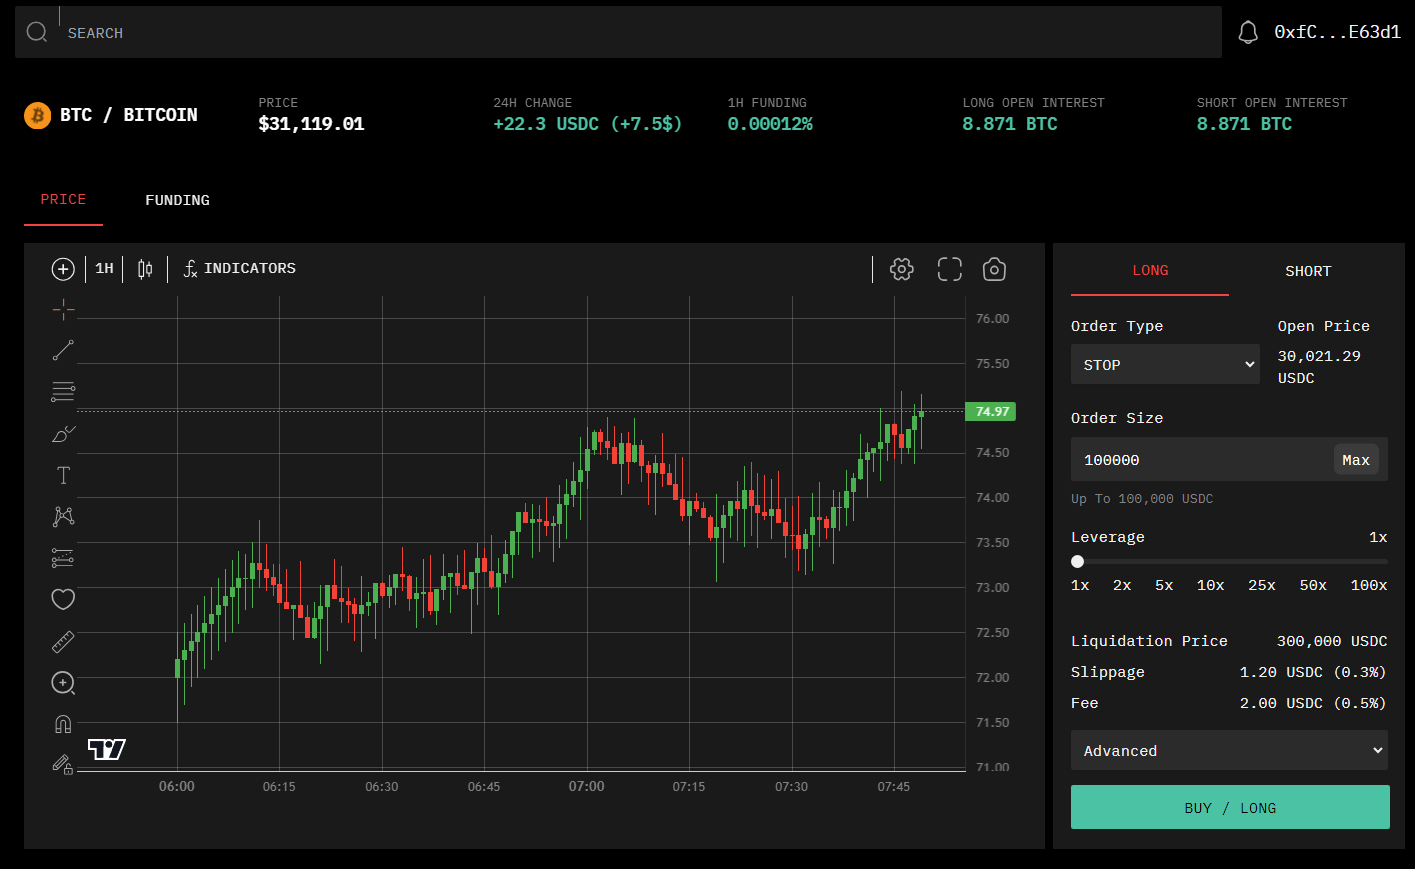 SEARCH
0xfC...E63d1
BTC / BITCOIN
PRICE
$31,119.01
24H CHANGE
+22.3 USDC (+7.5$)
1H FUNDING
0.00012%
LONG OPEN INTEREST
8.871 BTC
SHORT OPEN INTEREST
8.871 BTC
PRICE
FUNDING
1H
INDICATORS
76.00
75.50
74.97
74.50
74.00
73.50
73.00
72.50
72.00
71.50
71.00
06:00
06:15
06:30
06:45
07:00
07:15
07:30
07:45
LONG
SHORT
Order Type
Open Price
STOP
30,021.29
USDC
Order Size
100000
Max
Up To 100,000 USDC
Leverage
1x
1x 2x 5x 10x 25x 50x 100x
Liquidation Price 300,000 USDC
Slippage 1.20 USDC (0.3%)
Fee 2.00 USDC (0.5%)
Advanced
BUY / LONG